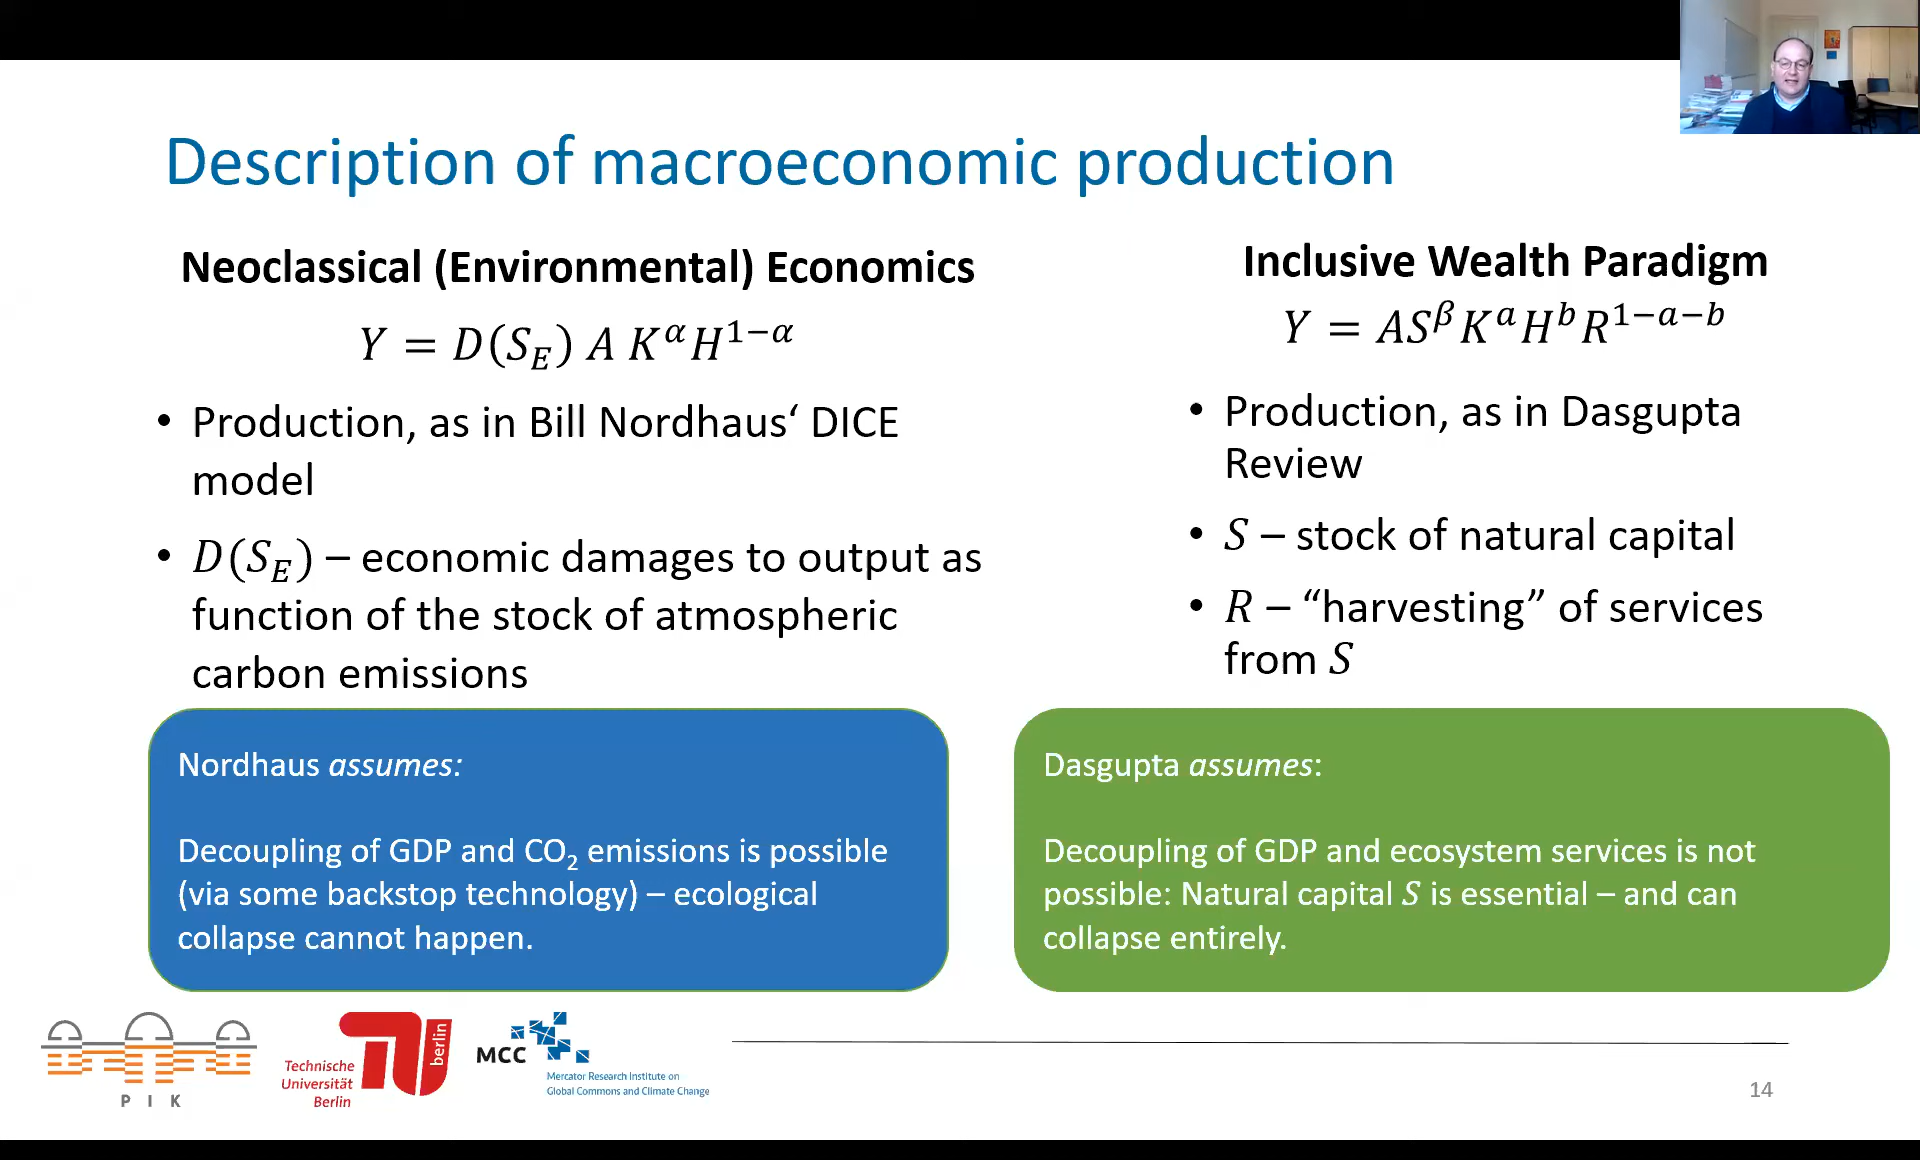 Description of macroeconomic production
Neoclassical (Environmental) Economics
Y = D(S_E) A K^α H^{1−α}
• Production, as in Bill Nordhaus‘ DICE
model
• D(S_E) – economic damages to output as
function of the stock of atmospheric
carbon emissions
Inclusive Wealth Paradigm
Y = AS^β K^a H^b R^{1−a−b}
• Production, as in Dasgupta
Review
• S – stock of natural capital
• R – “harvesting” of services
from S
Nordhaus assumes:
Decoupling of GDP and CO₂ emissions is possible
(via some backstop technology) – ecological
collapse cannot happen.
Dasgupta assumes:
Decoupling of GDP and ecosystem services is not
possible: Natural capital S is essential – and can
collapse entirely.
P I K
Technische
Universität
Berlin
berlin
MCC
Mercator Research Institute on
Global Commons and Climate Change
14